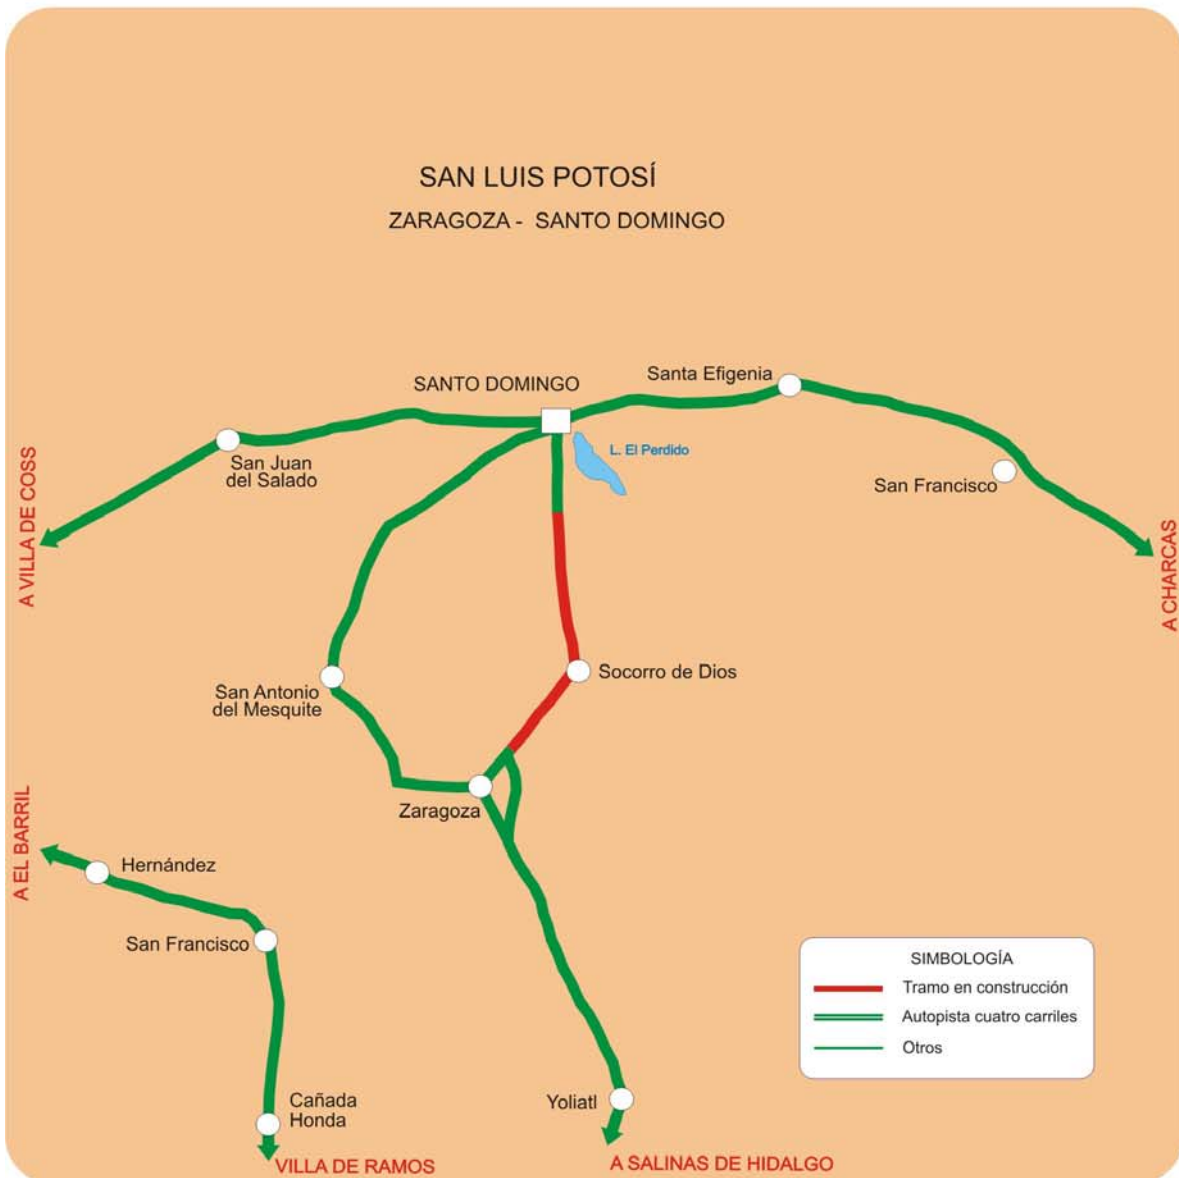 SAN LUIS POTOSÍ
ZARAGOZA - SANTO DOMINGO
SANTO DOMINGO
Santa Efigenia
L. El Perdido
San Juan
del Salado
San Francisco
A VILLA DE COSS
A CHARCAS
Socorro de Dios
San Antonio
del Mesquite
Zaragoza
A EL BARRIL
Hernández
San Francisco
SIMBOLOGÍA
Tramo en construcción
Autopista cuatro carriles
Otros
Cañada
Honda
Yoliatl
VILLA DE RAMOS
A SALINAS DE HIDALGO